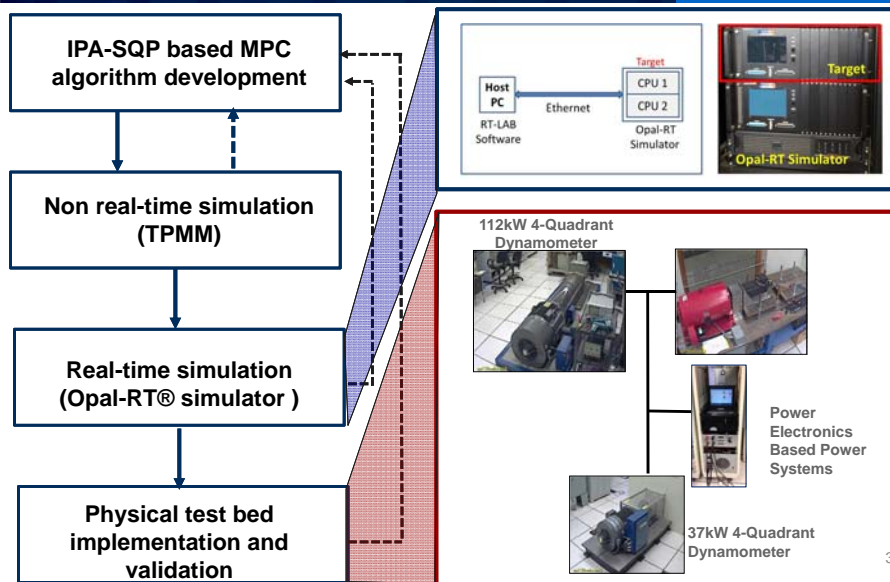 IPA-SQP based MPC
algorithm development
Non real-time simulation
(TPMM)
Real-time simulation
(Opal-RT® simulator )
Physical test bed
implementation and
validation
Host
PC
RT-LAB
Software
Ethernet
Target
CPU 1
CPU 2
Opal-RT
Simulator
Target
Opal-RT Simulator
112kW 4-Quadrant
Dynamometer
Power
Electronics
Based Power
Systems
37kW 4-Quadrant
Dynamometer
3